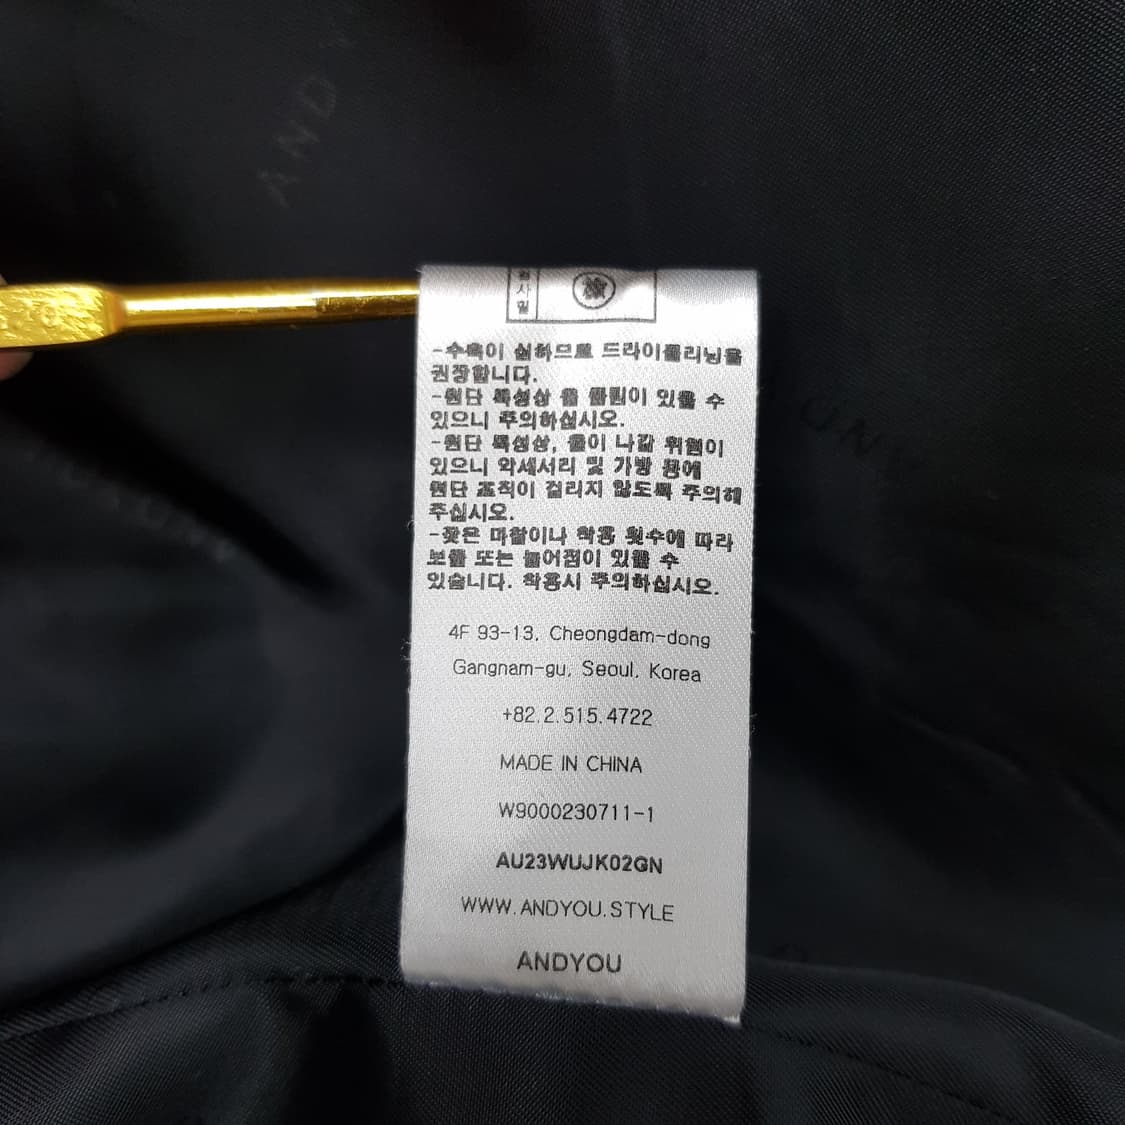 AND Y
검사필
檢
-수축이 심하므로 드라이클리닝을
권장합니다.
-원단 특성상 올 풀림이 있을 수
있으니 주의하십시오.
-원단 특성상, 올이 나갈 위험이
있으니 악세서리 및 가방 등에
원단 조직이 걸리지 않도록 주의해
주십시오.
-잦은 마찰이나 착용 횟수에 따라
보풀 또는 늘어짐이 있을 수
있습니다. 착용시 주의하십시오.
4F 93-13, Cheongdam-dong
Gangnam-gu, Seoul, Korea
+82.2.515.4722
MADE IN CHINA
W9000230711-1
AU23WUJK02GN
WWW.ANDYOU.STYLE
ANDYOU